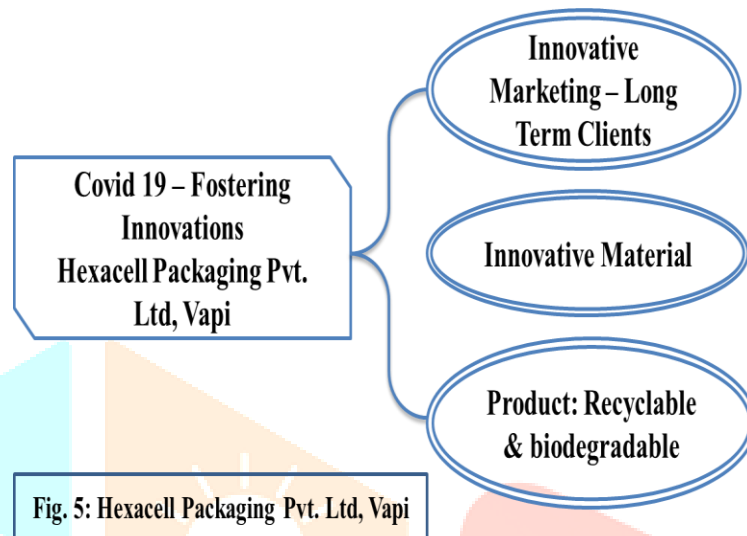 Innovative
Marketing – Long
Term Clients
Covid 19 – Fostering
Innovations
Hexacell Packaging Pvt.
Ltd, Vapi
Innovative Material
Product: Recyclable
& biodegradable
Fig. 5: Hexacell Packaging Pvt. Ltd, Vapi